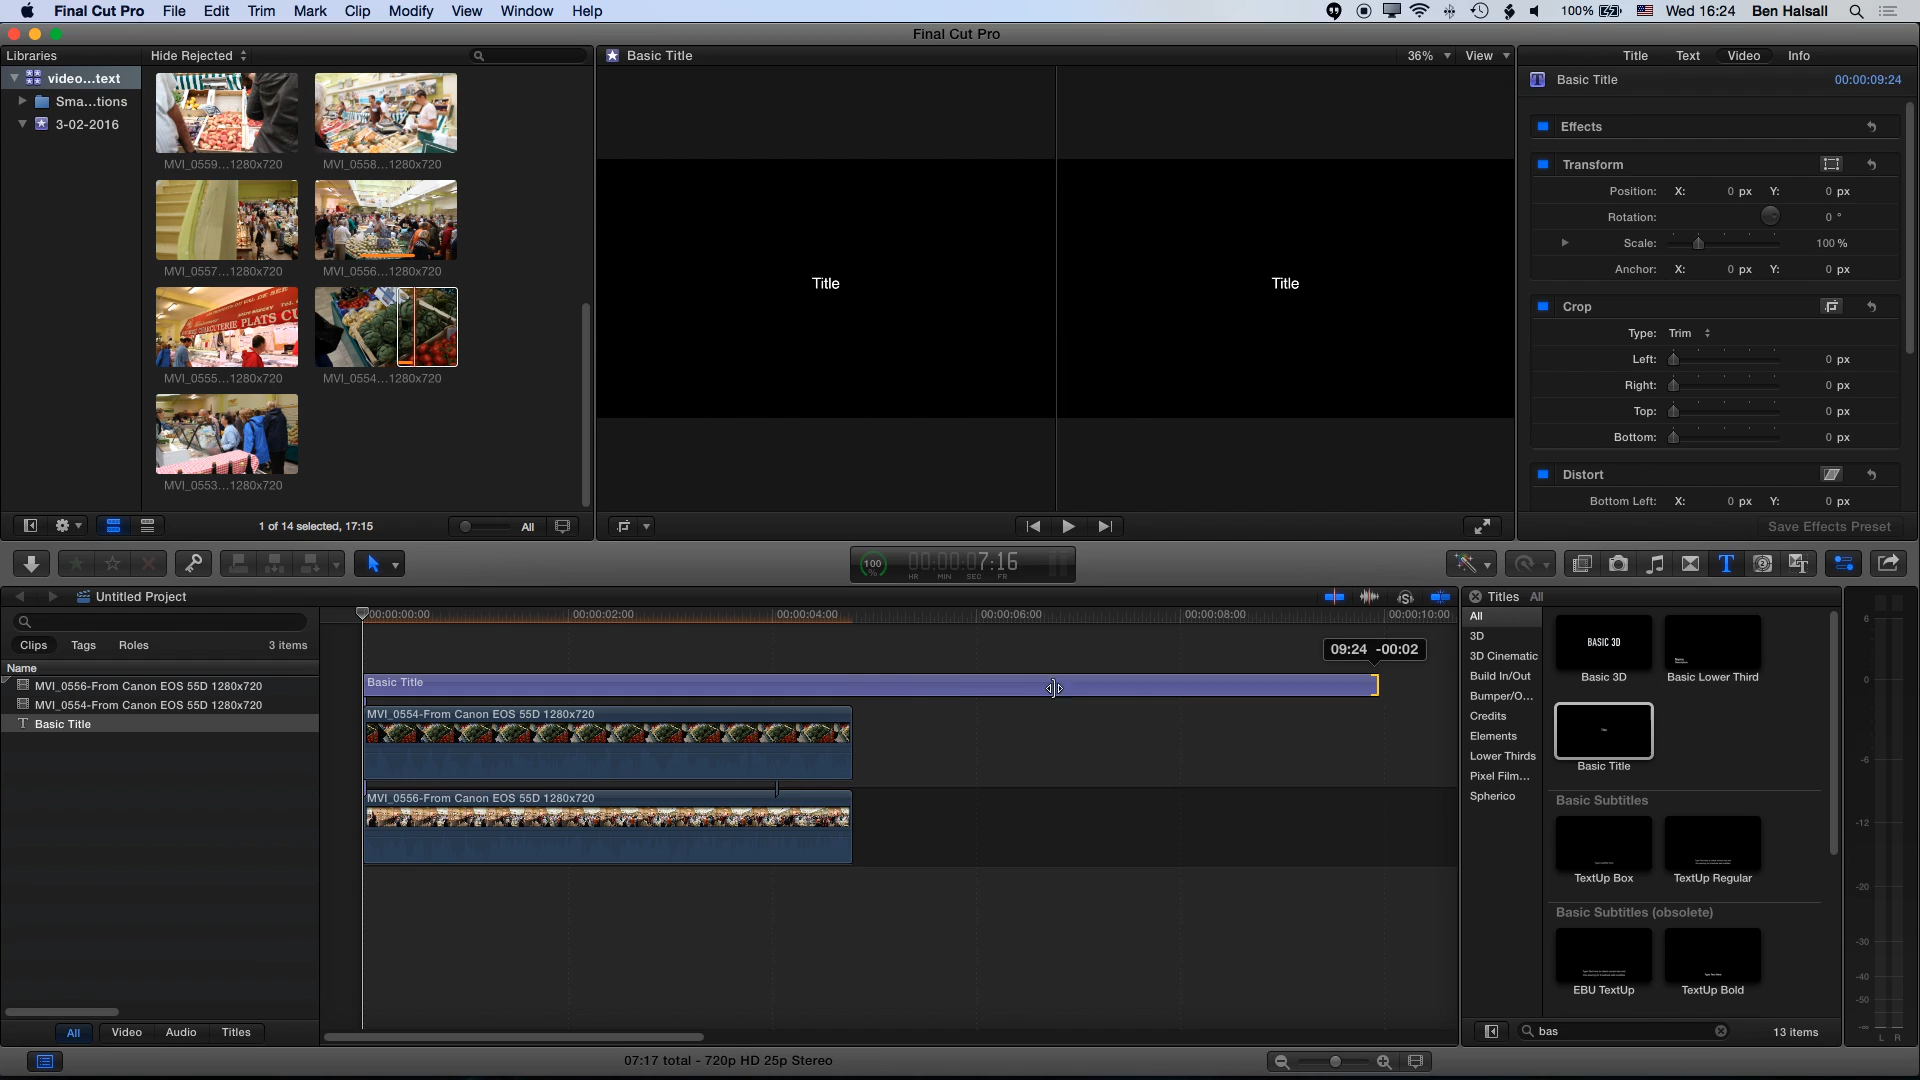 Final Cut Pro File Edit Trim Mark Clip Modify View Window Help 100% Wed 16:24 Ben Halsall
Final Cut Pro
Libraries Hide Rejected Basic Title 36% View Title Text Video Info
video...text
Sma...tions
3-02-2016
Basic Title 00:00:09:24
Effects
MVI_0559...1280x720 MVI_0558...1280x720
Transform
Position: X: 0 px Y: 0 px
Rotation: 0 °
Scale: 100 %
Anchor: X: 0 px Y: 0 px
MVI_0557...1280x720 MVI_0556...1280x720
Title Title
Crop
Type: Trim
Left: 0 px
Right: 0 px
Top: 0 px
Bottom: 0 px
MVI_0555...1280x720 MVI_0554...1280x720
Distort
Bottom Left: X: 0 px Y: 0 px
MVI_0553...1280x720
1 of 14 selected, 17:15 All Save Effects Preset
100 % 00:00:07:16
HR MIN SEC FR
Untitled Project Titles All
00:00:00:00 00:00:02:00 00:00:04:00 00:00:06:00 00:00:08:00 00:00:10:00
Clips Tags Roles 3 items
09:24 -00:02
Name
MVI_0556-From Canon EOS 55D 1280x720
MVI_0554-From Canon EOS 55D 1280x720
Basic Title
Basic Title
MVI_0554-From Canon EOS 55D 1280x720
MVI_0556-From Canon EOS 55D 1280x720
All
3D
3D Cinematic
Build In/Out
Bumper/O...
Credits
Elements
Lower Thirds
Pixel Film...
Spherico
BASIC 3D
Basic 3D Basic Lower Third
Basic Title
Basic Subtitles
TextUp Box TextUp Regular
Basic Subtitles (obsolete)
EBU TextUp TextUp Bold
6
0
-6
-12
-20
-30
-40
-50
L R
All Video Audio Titles
bas 13 items
07:17 total - 720p HD 25p Stereo